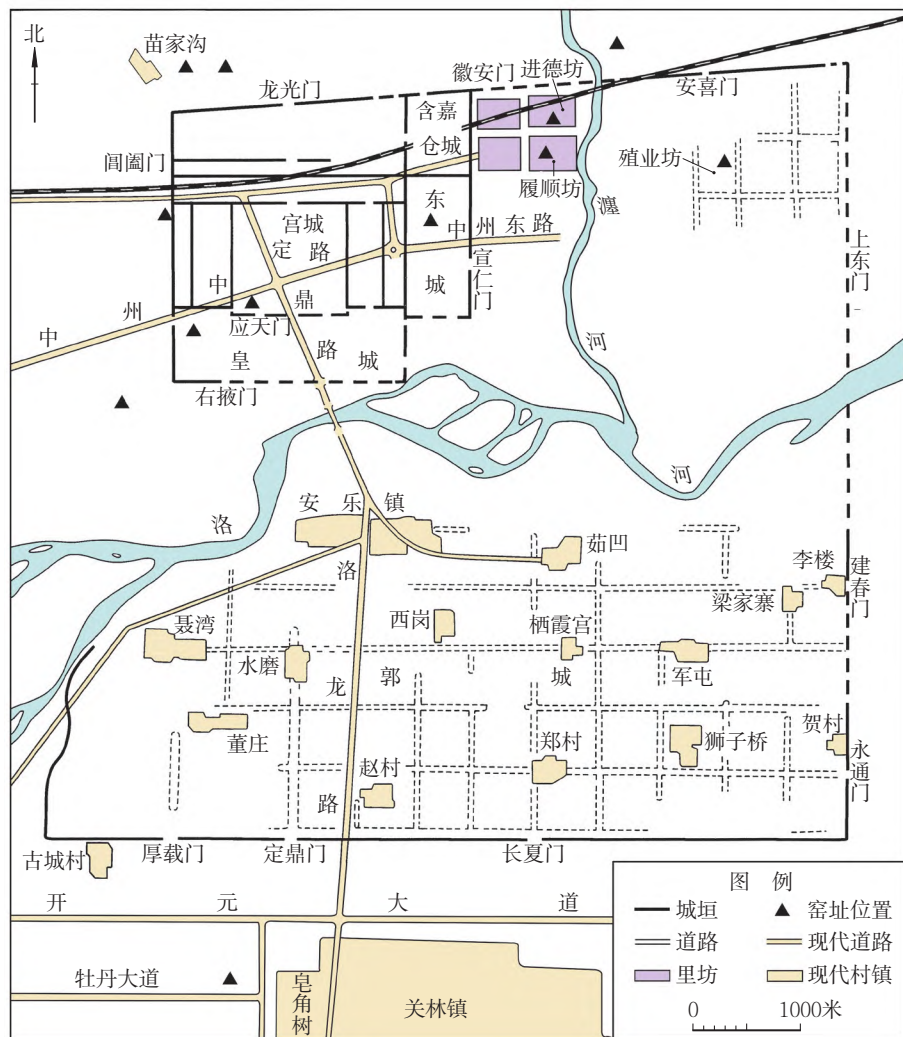 北
苗家沟
龙光门
徽安门
进德坊
安喜门
含嘉
仓城
阊阖门
殖业坊
履顺坊
瀍
河
东
城
宫城
定
鼎
路
中州东路
宣仁门
上东门
中州中路
应天门
皇城
右掖门
洛
河
安乐镇
茹凹
李楼
建春门
梁家寨
西岗
栖霞宫
聂湾
水磨
洛
龙
路
郭
城
军屯
董庄
赵村
郑村
狮子桥
贺村
永通门
古城村
厚载门
定鼎门
长夏门
开元大道
牡丹大道
皂角树
关林镇
图例
城垣
窑址位置
道路
现代道路
里坊
现代村镇
0 1000米